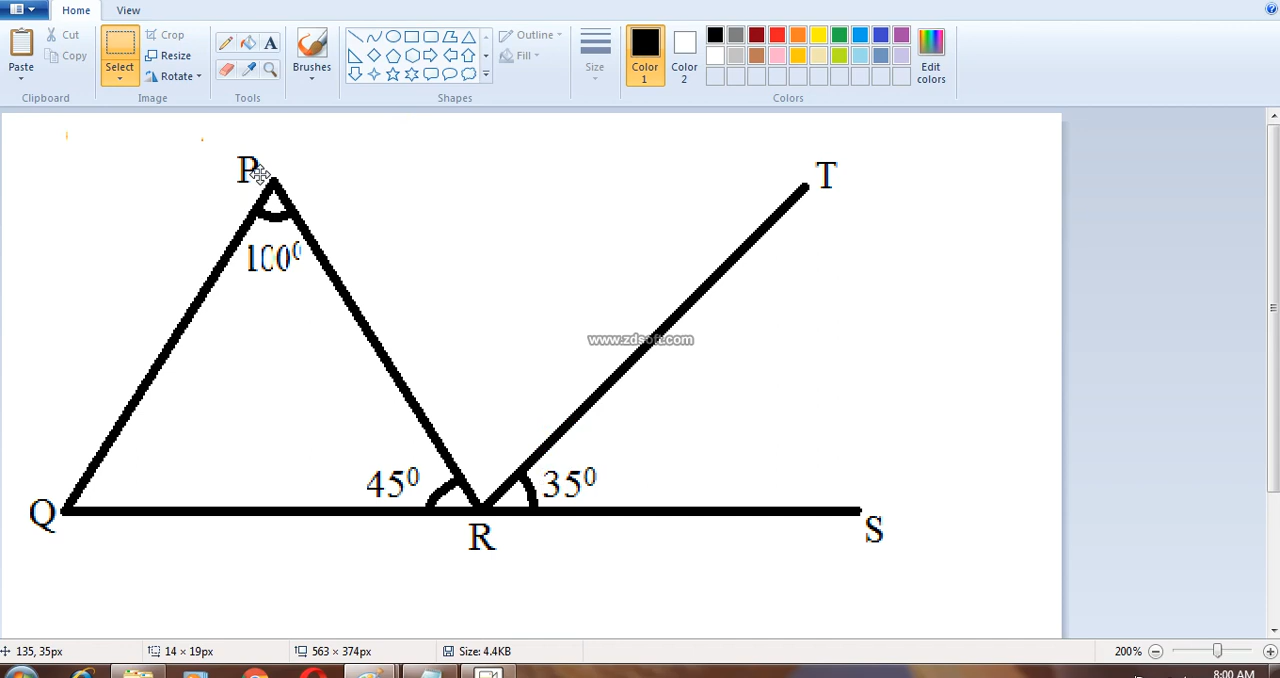 Home View
Cut
Copy
Paste
Clipboard
Select
Crop
Resize
Rotate
Image
A
Tools
Brushes
Outline
Fill
Shapes
Size
Color
1
Color
2
Edit
colors
Colors
P
100⁰
T
www.zdsoft.com
45⁰
35⁰
Q
R
S
135, 35px
14 × 19px
563 × 374px
Size: 4.4KB
200%
8:00 AM